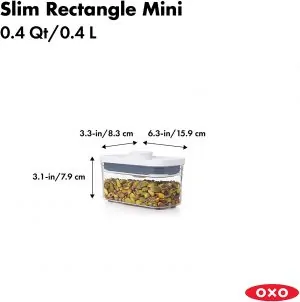 Slim Rectangle Mini
0.4 Qt/0.4 L
3.3-in/8.3 cm
6.3-in/15.9 cm
3.1-in/7.9 cm
OXO